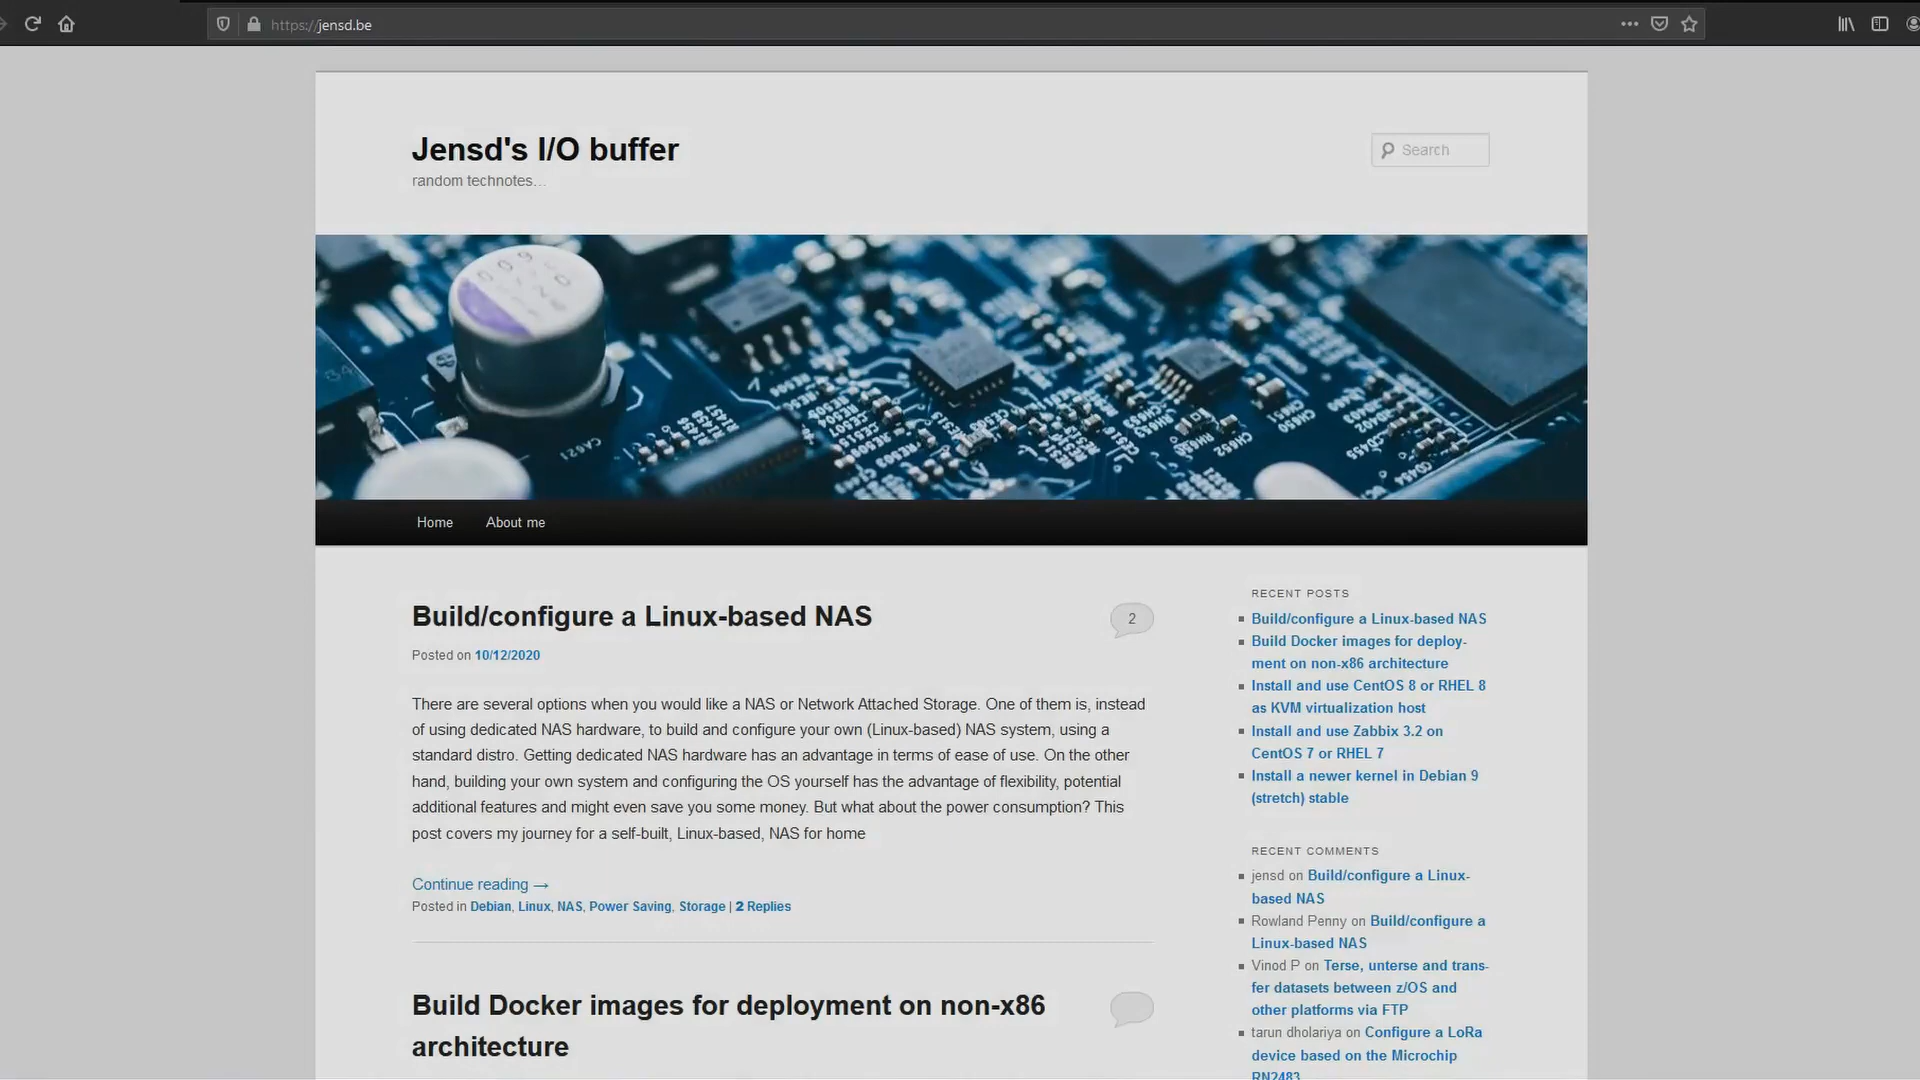 https://jensd.be
Jensd's I/O buffer
random technotes…
Search
Home
About me
Build/configure a Linux-based NAS
2
Posted on 10/12/2020
There are several options when you would like a NAS or Network Attached Storage. One of them is, instead
of using dedicated NAS hardware, to build and configure your own (Linux-based) NAS system, using a
standard distro. Getting dedicated NAS hardware has an advantage in terms of ease of use. On the other
hand, building your own system and configuring the OS yourself has the advantage of flexibility, potential
additional features and might even save you some money. But what about the power consumption? This
post covers my journey for a self-built, Linux-based, NAS for home
Continue reading →
Posted in Debian, Linux, NAS, Power Saving, Storage | 2 Replies
Build Docker images for deployment on non-x86
architecture
RECENT POSTS
Build/configure a Linux-based NAS
Build Docker images for deploy-
ment on non-x86 architecture
Install and use CentOS 8 or RHEL 8
as KVM virtualization host
Install and use Zabbix 3.2 on
CentOS 7 or RHEL 7
Install a newer kernel in Debian 9
(stretch) stable
RECENT COMMENTS
jensd on Build/configure a Linux-
based NAS
Rowland Penny on Build/configure a
Linux-based NAS
Vinod P on Terse, unterse and trans-
fer datasets between z/OS and
other platforms via FTP
tarun dholariya on Configure a LoRa
device based on the Microchip
RN2483